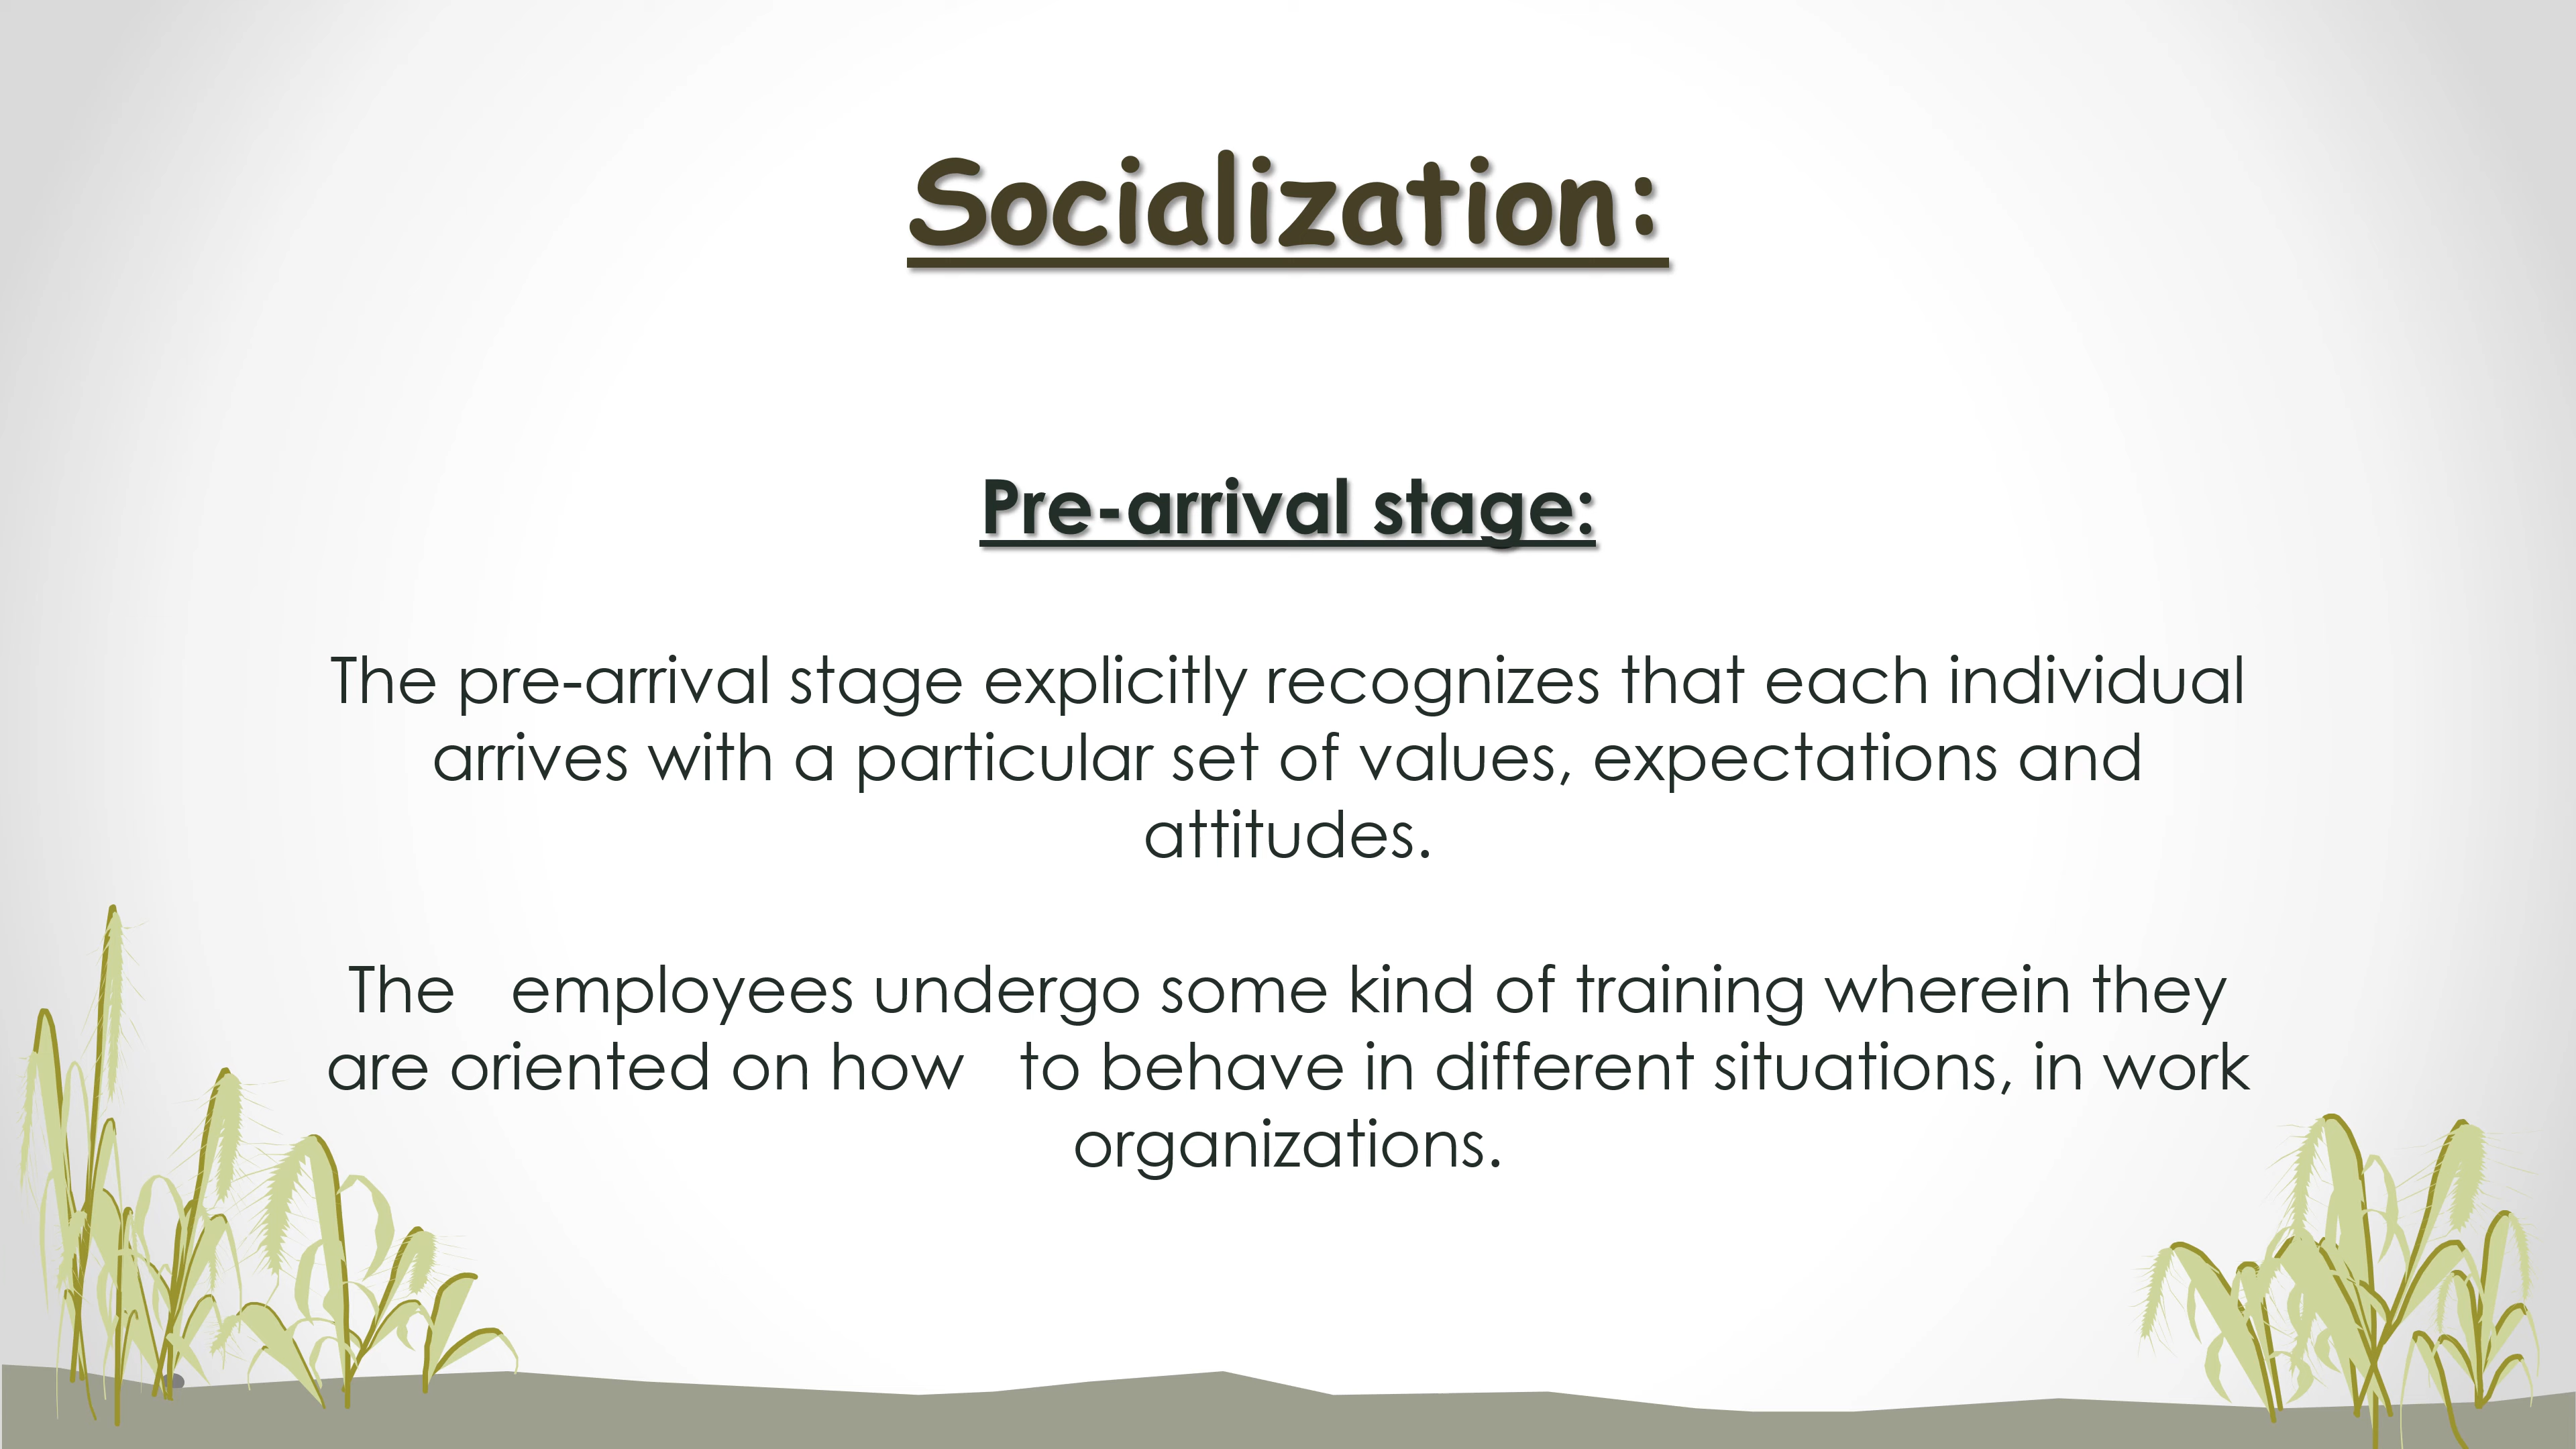 Socialization:
Pre-arrival stage:
The pre-arrival stage explicitly recognizes that each individual
arrives with a particular set of values, expectations and
attitudes.
The   employees undergo some kind of training wherein they
are oriented on how   to behave in different situations, in work
organizations.